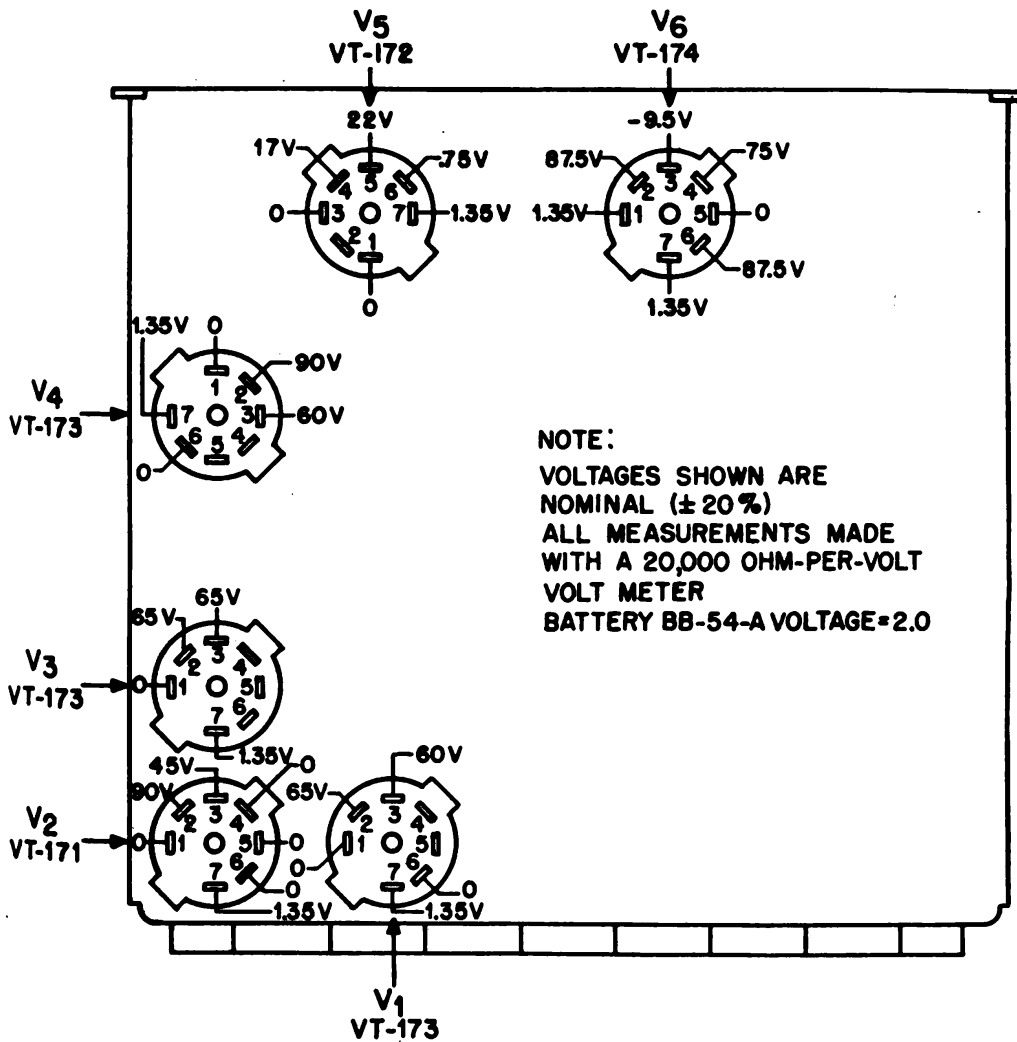 V5
VT-172
V6
VT-174
22V
17V
.75V
4
5
6
0
3
7
1.35V
2
1
0
-9.5V
87.5V
75V
2
3
4
1.35V
1
5
0
7
6
87.5V
1.35V
1.35V
0
90V
V4
VT-173
1
2
7
3
60V
6
5
4
0
NOTE:
VOLTAGES SHOWN ARE
NOMINAL (± 20%)
ALL MEASUREMENTS MADE
WITH A 20,000 OHM-PER-VOLT
VOLT METER
BATTERY BB-54-A VOLTAGE=2.0
65V
65V
V3
VT-173
2
3
4
0
1
5
7
6
1.35V
45V
0
90V
V2
VT-171
2
3
4
0
1
5
0
7
6
0
1.35V
60V
65V
2
3
4
1
5
0
7
6
0
1.35V
V1
VT-173